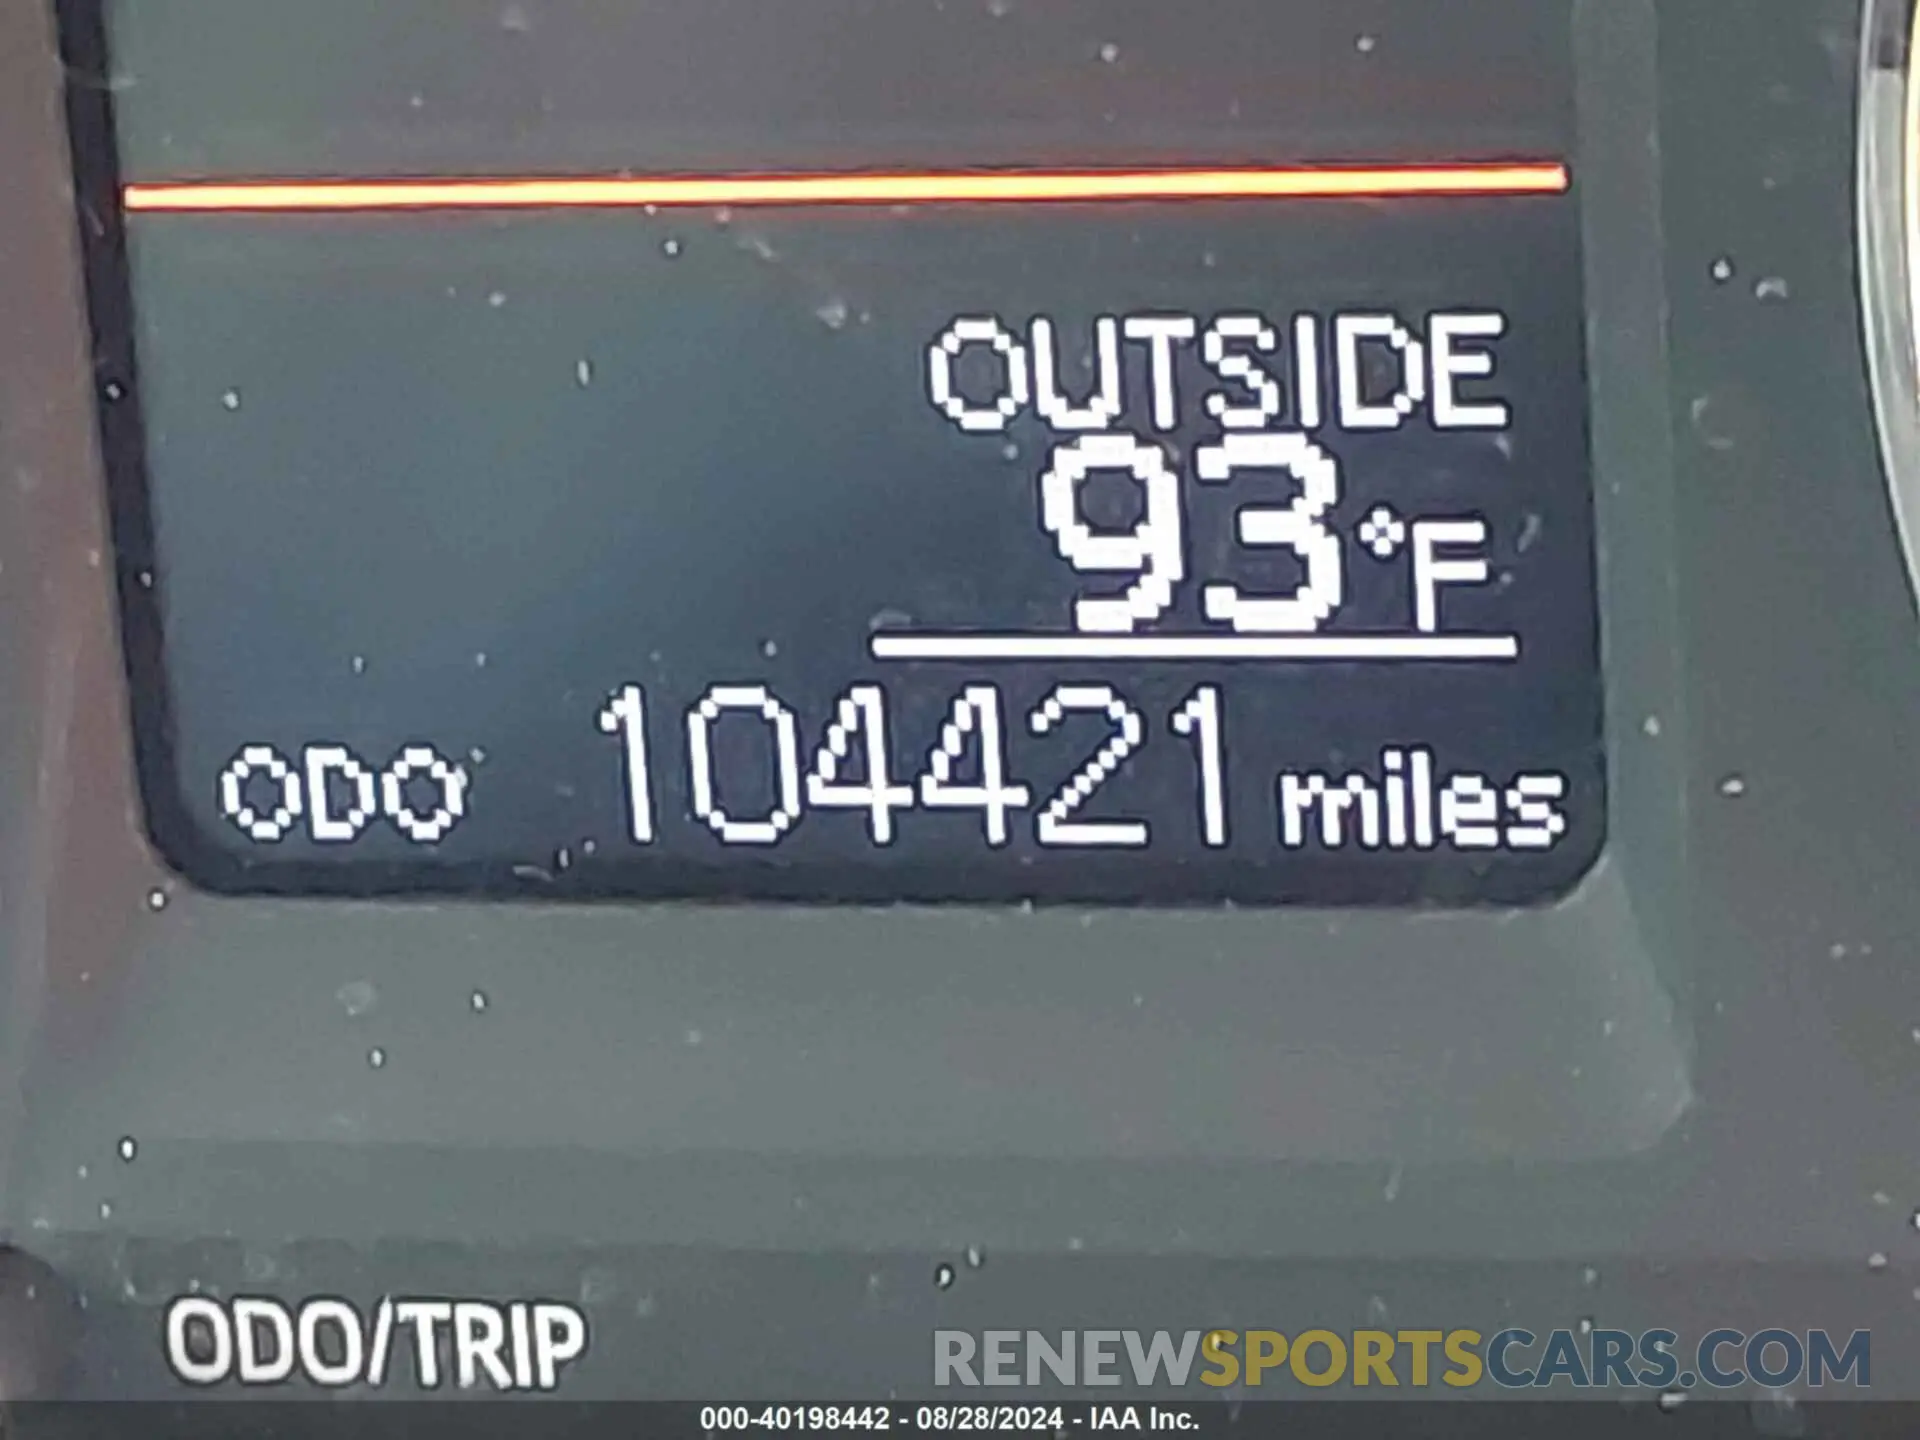 OUTSIDE
93°F
ODO 104421 miles
ODO/TRIP
RENEWSPORTSCARS.COM
000-40198442 - 08/28/2024 - IAA Inc.